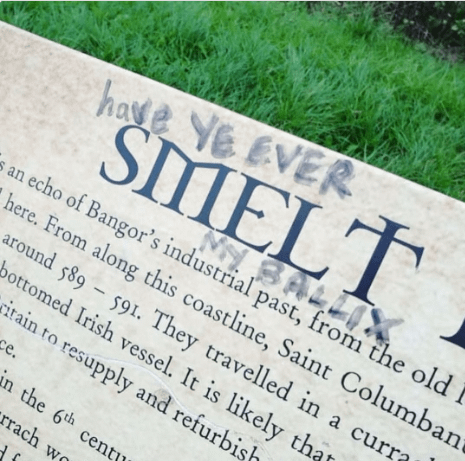 have YE EVER
SMELT
MY BALLIX
s an echo of Bangor's industrial past, from the old
here. From along this coastline, Saint Columban
around 589 – 591. They travelled in a currac
bottomed Irish vessel. It is likely that
ritain to resupply and refurbish
ce.
in the 6th centu
rrach wo